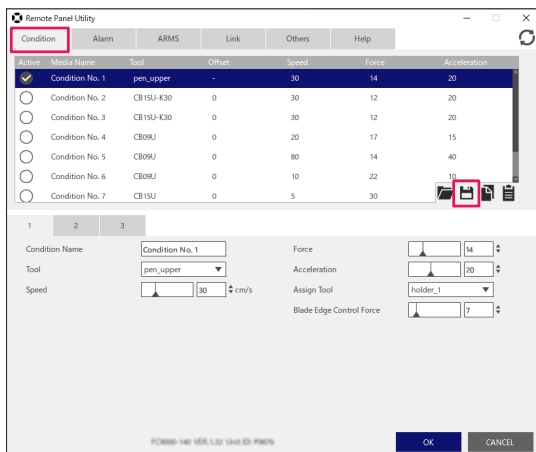 Remote Panel Utility
Condition Alarm ARMS Link Others Help
Active Media Name Tool Offset Speed Force Acceleration
Condition No. 1 pen_upper - 30 14 20
Condition No. 2 CB15U-K30 0 30 12 20
Condition No. 3 CB15U-K30 0 30 12 20
Condition No. 4 CB09U 0 20 17 15
Condition No. 5 CB09U 0 80 14 40
Condition No. 6 CB09U 0 10 22 10
Condition No. 7 CB15U 0 5 30
1 2 3
Condition Name Condition No. 1 Force 14
Tool pen_upper Acceleration 20
Speed 30 cm/s Assign Tool holder_1
Blade Edge Control Force 7
OK CANCEL